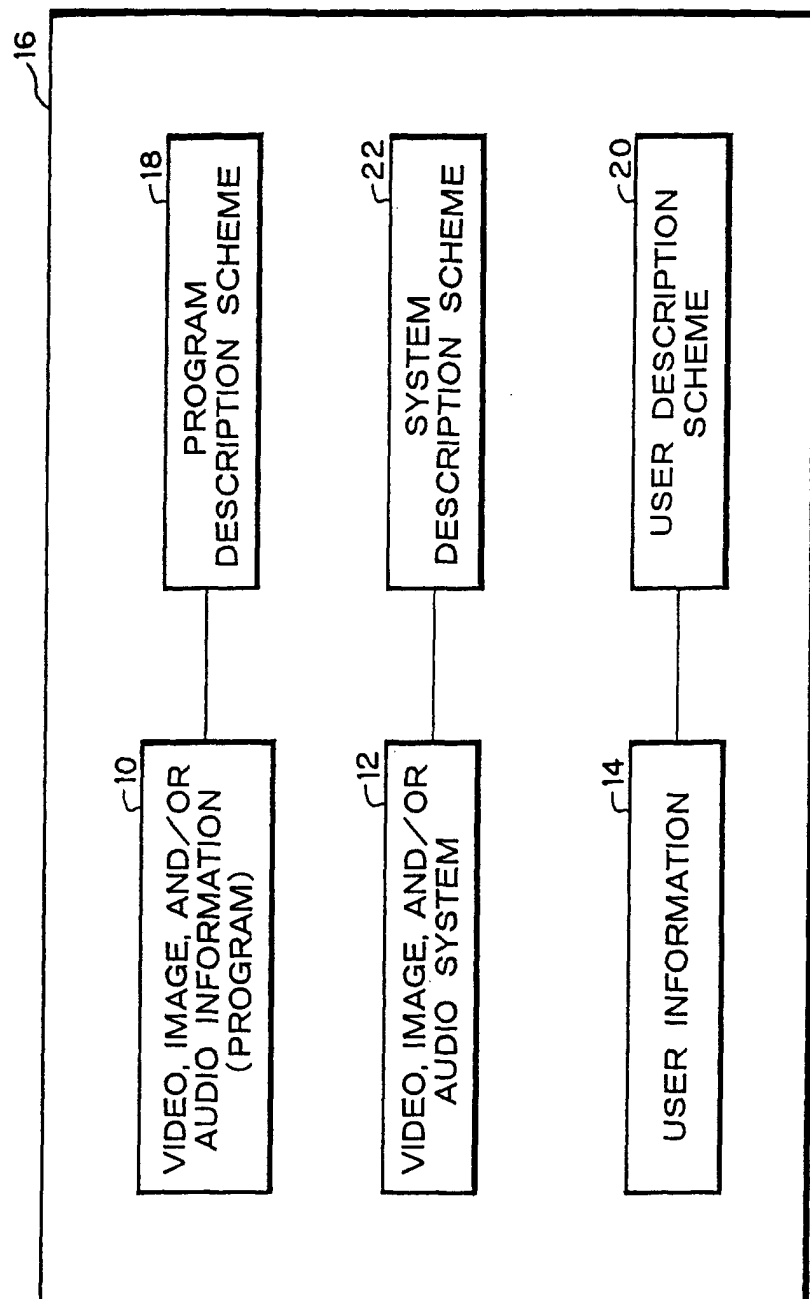 16
10
VIDEO, IMAGE, AND/OR
AUDIO INFORMATION
(PROGRAM)
18
PROGRAM
DESCRIPTION SCHEME
12
VIDEO, IMAGE, AND/OR
AUDIO SYSTEM
22
SYSTEM
DESCRIPTION SCHEME
14
USER INFORMATION
20
USER DESCRIPTION
SCHEME